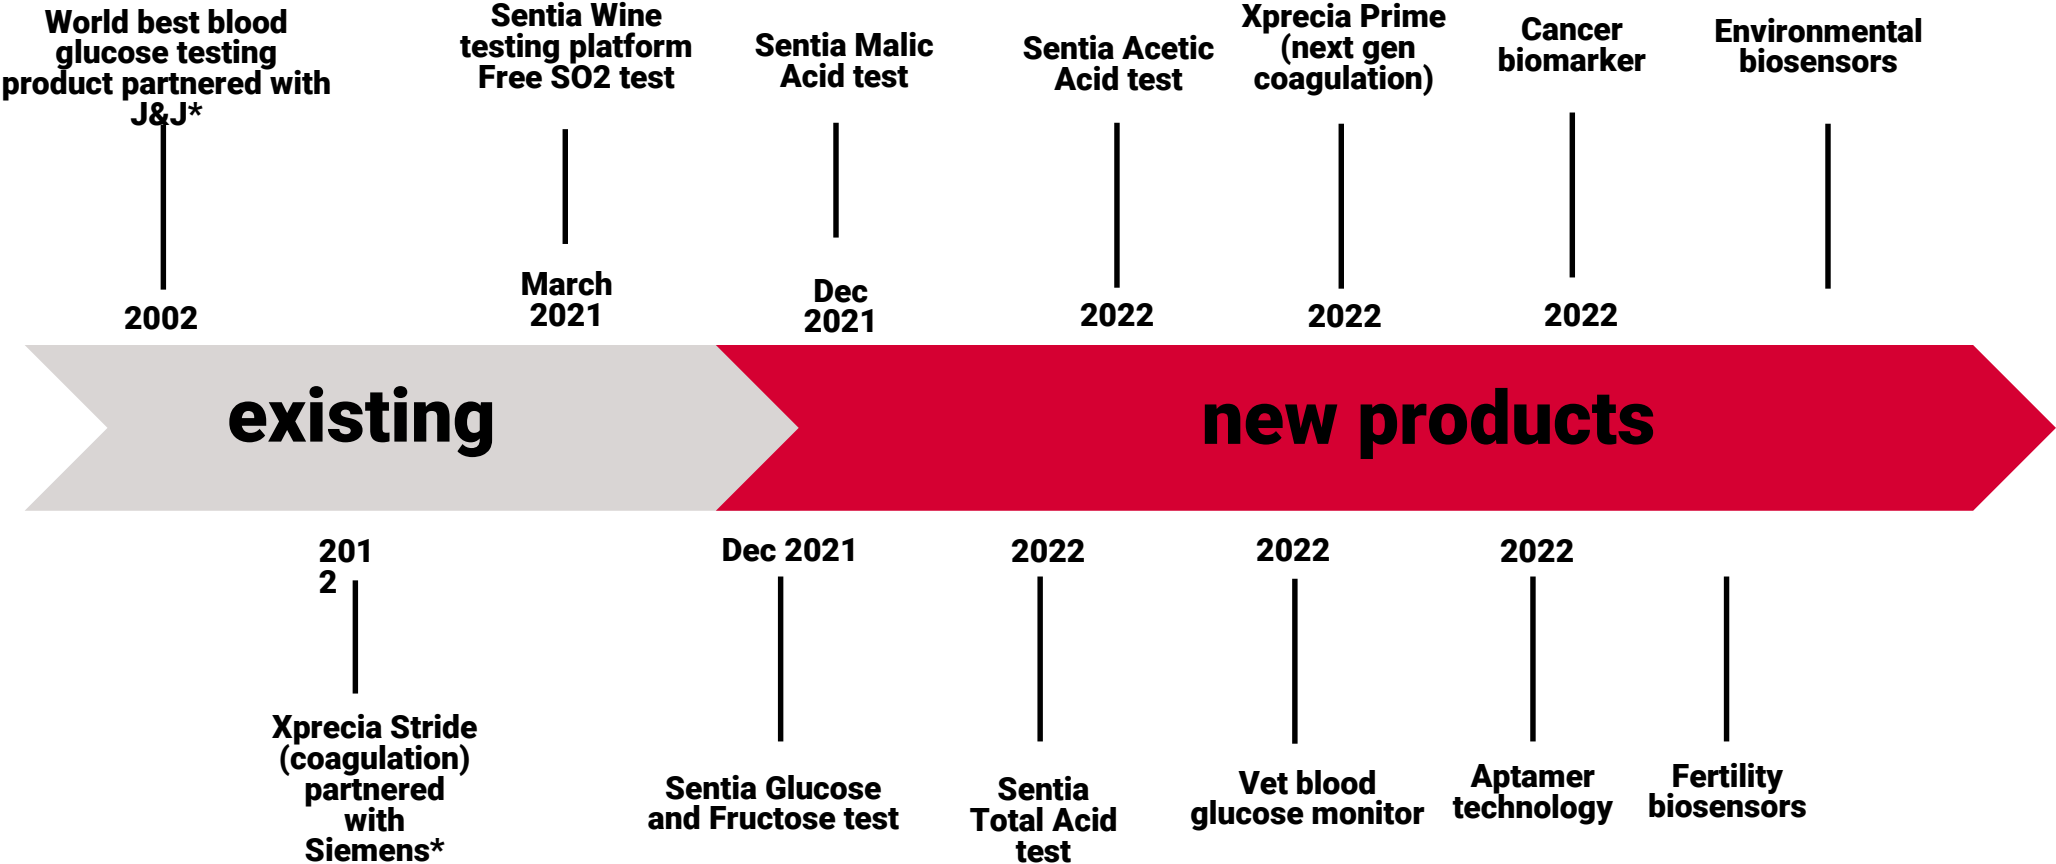 World best blood
glucose testing
product partnered with
J&J*
2002
Sentia Wine
testing platform
Free SO2 test
March
2021
Sentia Malic
Acid test
Dec
2021
Sentia Acetic
Acid test
2022
Xprecia Prime
(next gen
coagulation)
2022
Cancer
biomarker
2022
Environmental
biosensors
existing
new products
201
2
Xprecia Stride
(coagulation)
partnered
with
Siemens*
Dec 2021
Sentia Glucose
and Fructose test
2022
Sentia
Total Acid
test
2022
Vet blood
glucose monitor
2022
Aptamer
technology
Fertility
biosensors